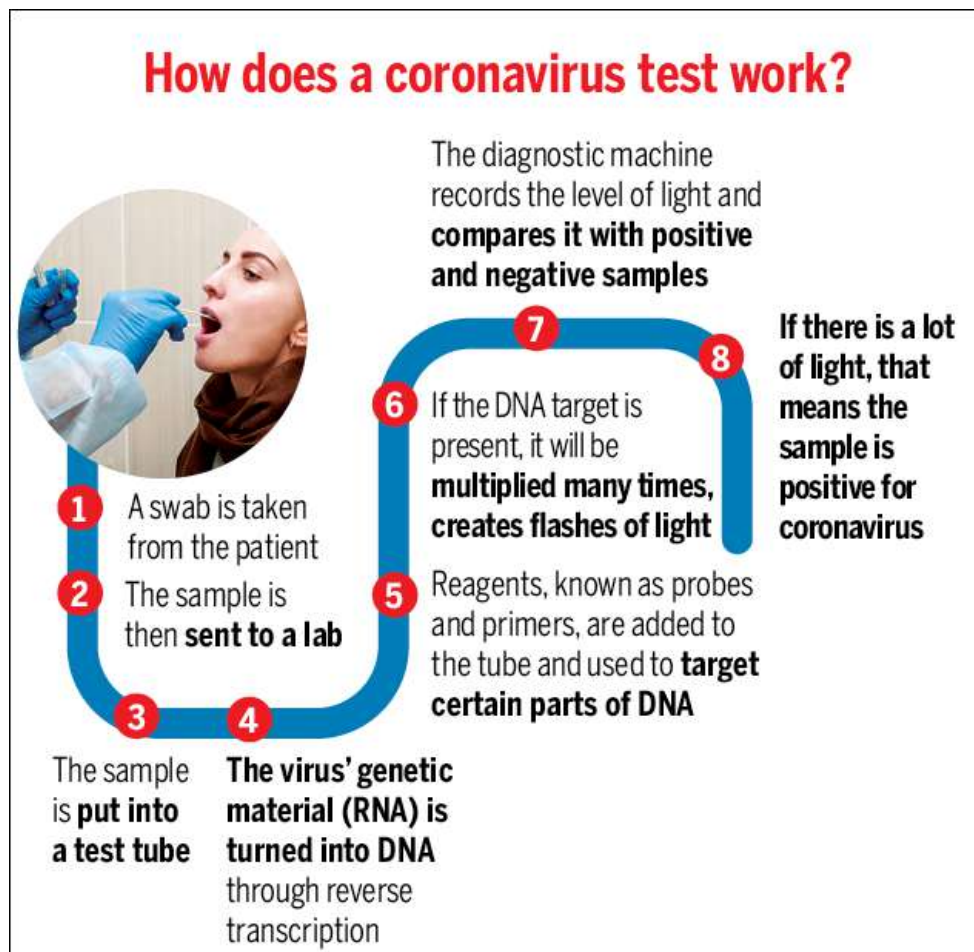 How does a coronavirus test work?
1
A swab is taken
from the patient
2
The sample is
then sent to a lab
3
The sample
is put into
a test tube
4
The virus’ genetic
material (RNA) is
turned into DNA
through reverse
transcription
5
Reagents, known as probes
and primers, are added to
the tube and used to target
certain parts of DNA
6
If the DNA target is
present, it will be
multiplied many times,
creates flashes of light
7
The diagnostic machine
records the level of light and
compares it with positive
and negative samples
8
If there is a lot
of light, that
means the
sample is
positive for
coronavirus